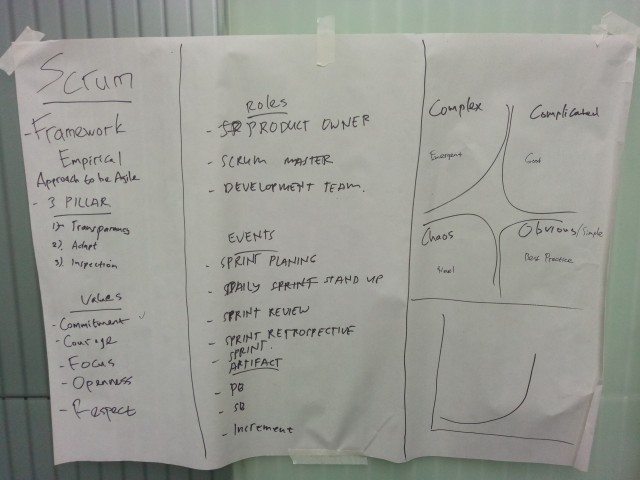 Scrum
- Framework
Empirical
Approach to be Agile
- 3 PILLAR
1) Transparancy
2) Adapt
3) Inspection
Values
- Commitment
- Courage
- Focus
- Openness
- Respect
Roles
- PRODUCT OWNER
- SCRUM MASTER
- DEVELOPMENT TEAM.
EVENTS
- SPRINT PLANING
- DAILY SPRINT STAND UP
- SPRINT REVIEW
- SPRINT RETROSPECTIVE
- SPRINT.
ARTIFACT
- PB
- SB
- Increment
Complex
Complicated
Emergent
Good
Chaos
Obvious/Simple
Novel
Best Practice